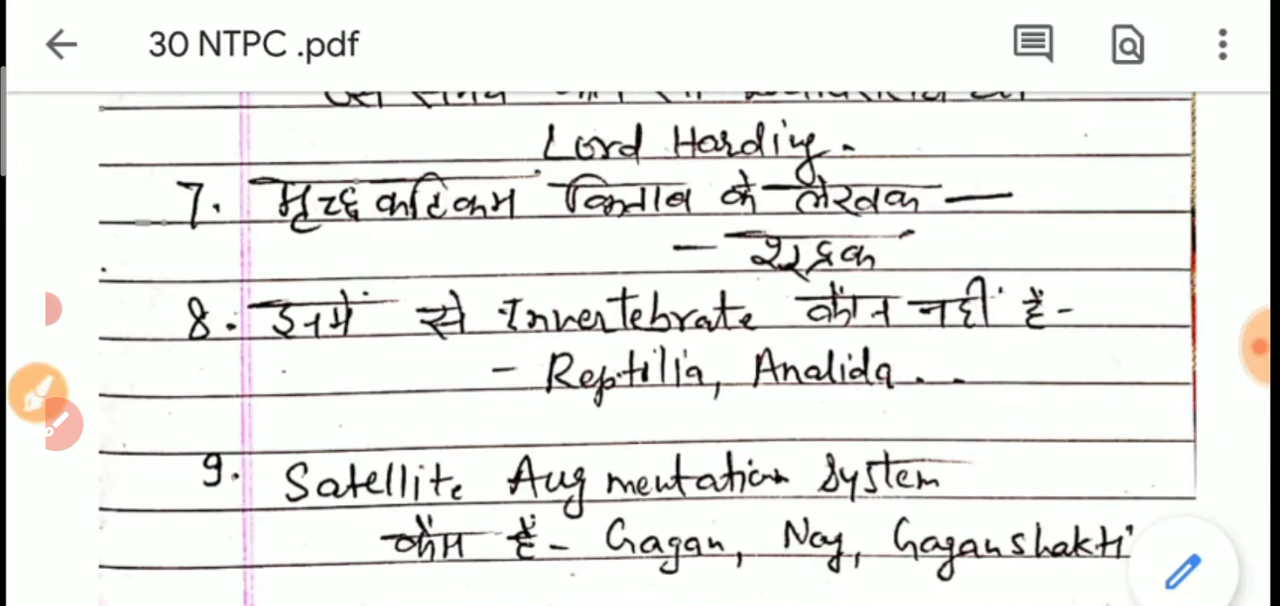 30 NTPC .pdf
Lord Harding.
7. मृच्छकटिकम किताब के लेखक —
- शूद्रक
8. इनमें से Invertebrate कौन नहीं है -
- Reptilia, Analida . .
9. Satellite Augmentation System
कौन है - Gagan, Nay, Gaganshakti